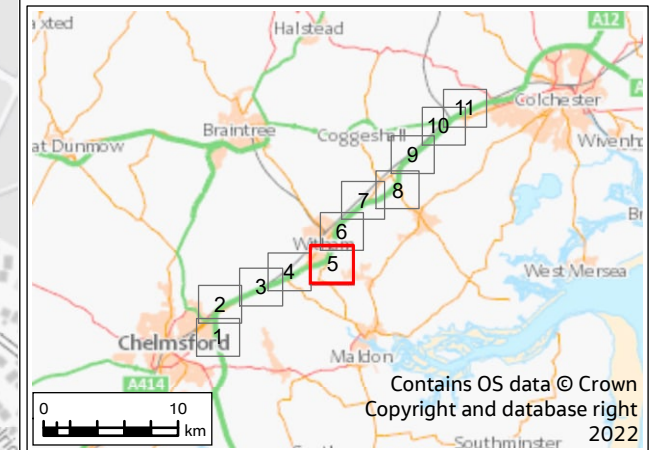 axted
Halstead
A12
Colchester
11
10
Coggeshall
Braintree
at Dunmow
Wivenh
9
8
7
6
Witham
5
4
3
2
1
Br
West Mersea
Chelmsford
Maldon
A414
Contains OS data © Crown
Copyright and database right
2022
0 10
km
Southminster